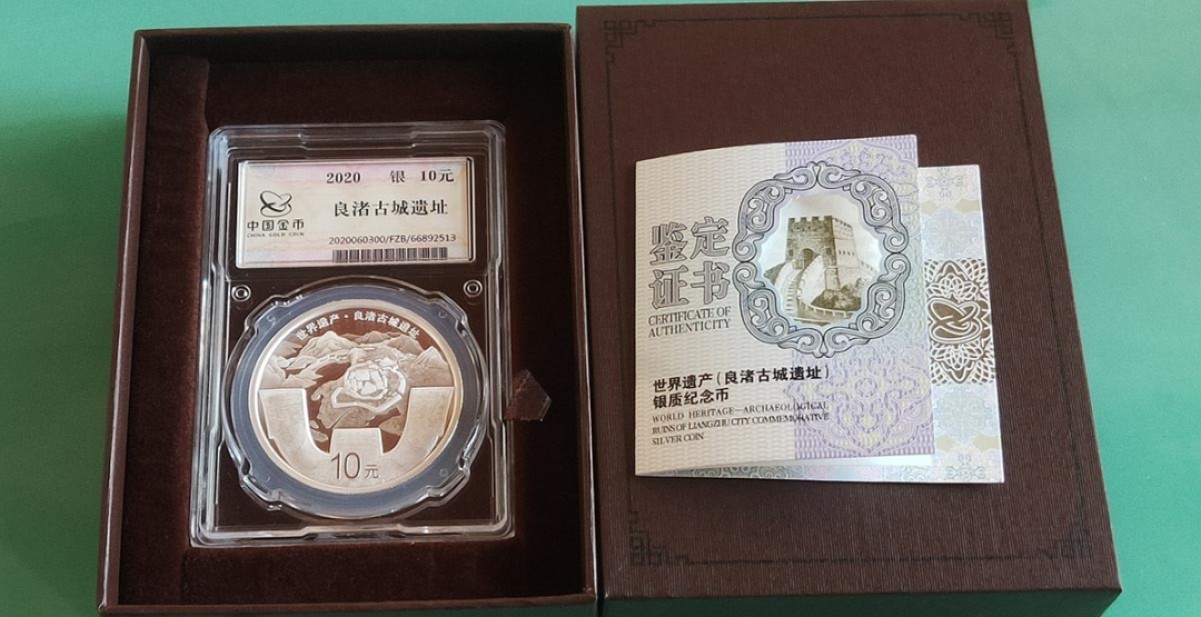 2020 银 10元
良渚古城遗址
中国金币
CHINA GOLD COIN
2020060300/FZB/66892513
世界遗产·良渚古城遗址
10元
鉴定
证书
CERTIFICATE OF
AUTHENTICITY
世界遗产(良渚古城遗址)
银质纪念币
WORLD HERITAGE—ARCHAEOLOGICAL
RUINS OF LIANGZHU CITY COMMEMORATIVE
SILVER COIN